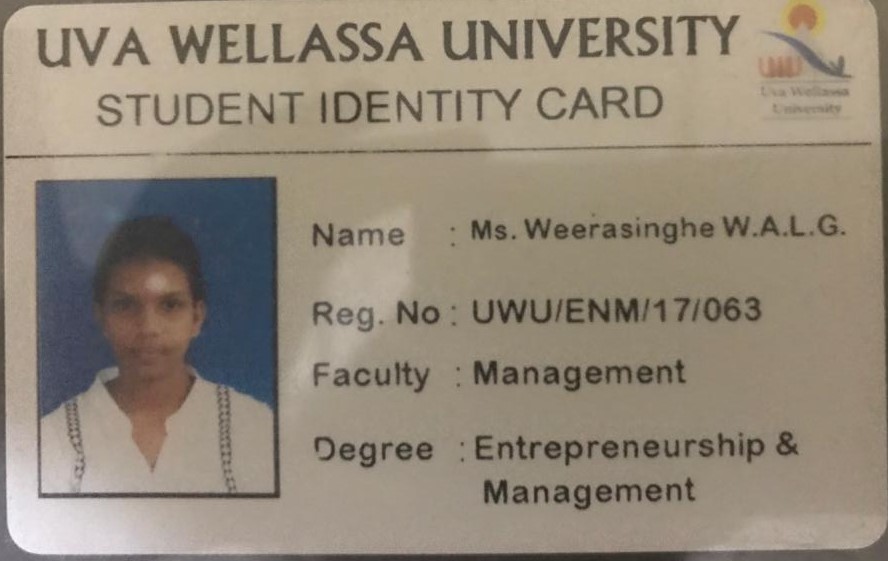 UVA WELLASSA UNIVERSITY
STUDENT IDENTITY CARD
UWU
Uva Wellassa
University
Name : Ms. Weerasinghe W.A.L.G.
Reg. No : UWU/ENM/17/063
Faculty : Management
Degree : Entrepreneurship &
Management